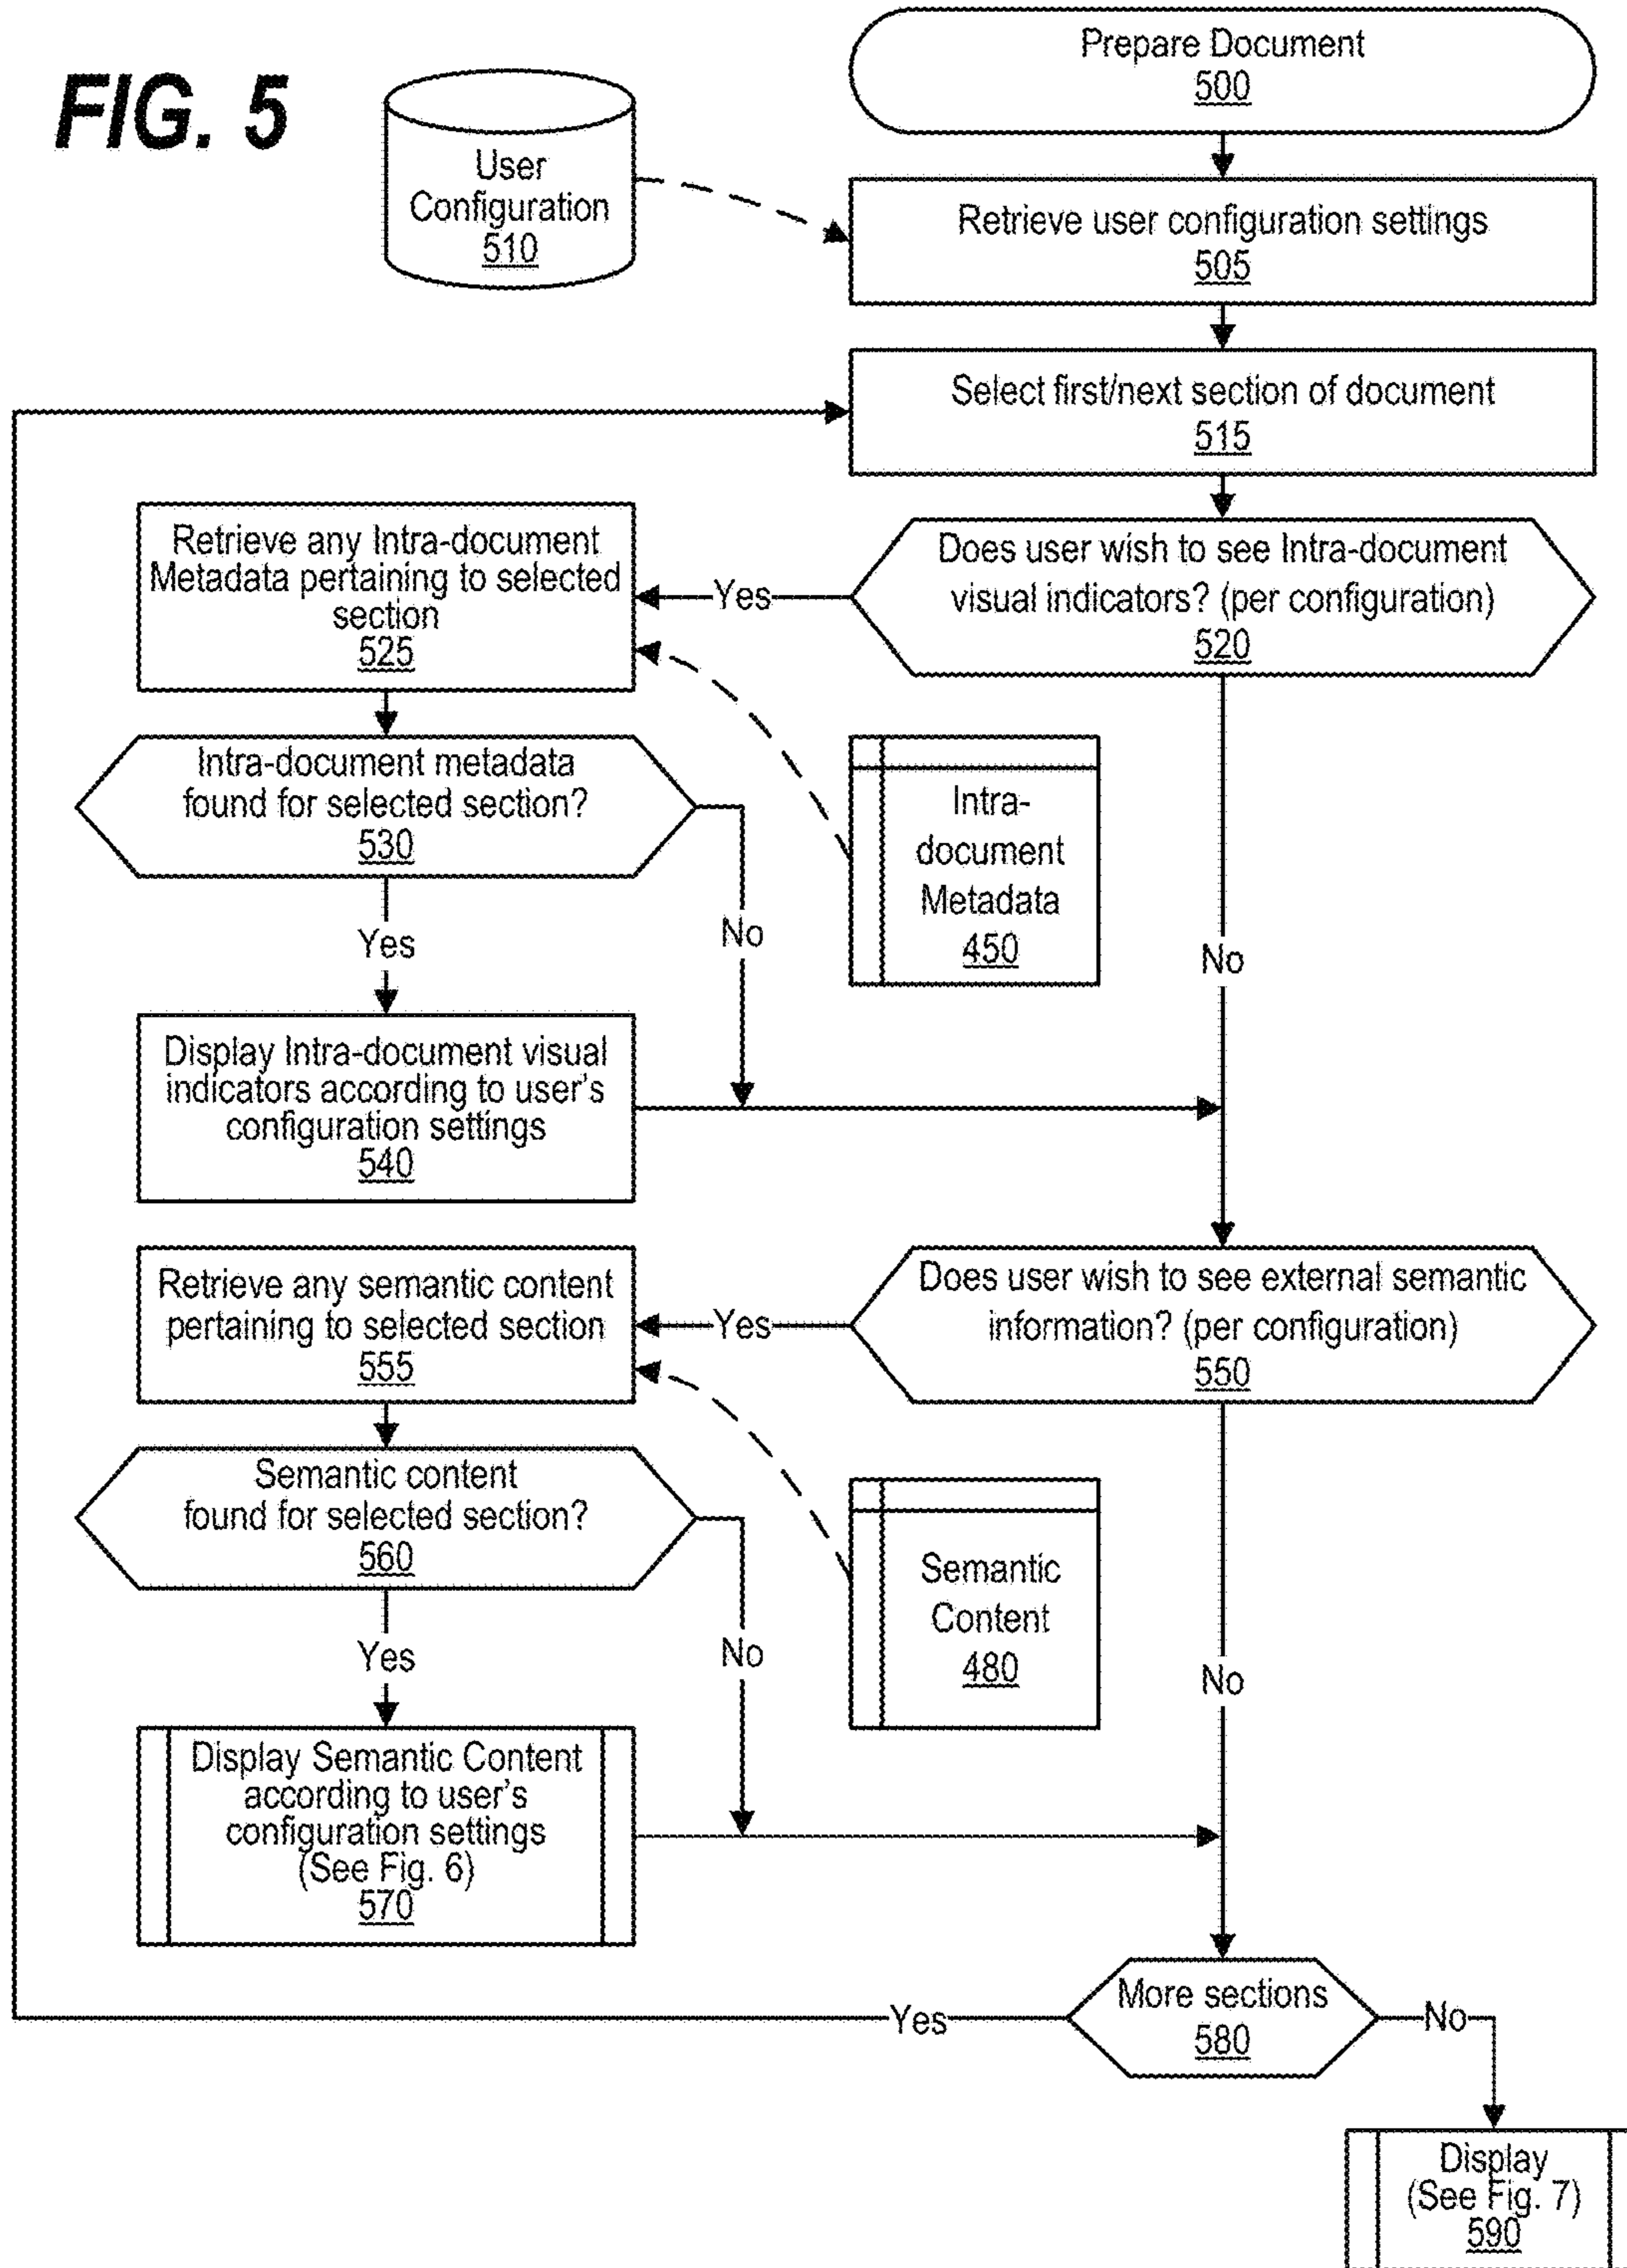 FIG. 5
Prepare Document
500
User
Configuration
510
Retrieve user configuration settings
505
Select first/next section of document
515
Does user wish to see Intra-document
visual indicators? (per configuration)
520
Yes
No
Retrieve any Intra-document
Metadata pertaining to selected
section
525
Intra-document metadata
found for selected section?
530
Yes
No
Intra-
document
Metadata
450
Display Intra-document visual
indicators according to user's
configuration settings
540
Does user wish to see external semantic
information? (per configuration)
550
Yes
No
Retrieve any semantic content
pertaining to selected section
555
Semantic content
found for selected section?
560
Yes
No
Semantic
Content
480
Display Semantic Content
according to user's
configuration settings
(See Fig. 6)
570
More sections
580
Yes
No
Display
(See Fig. 7)
590